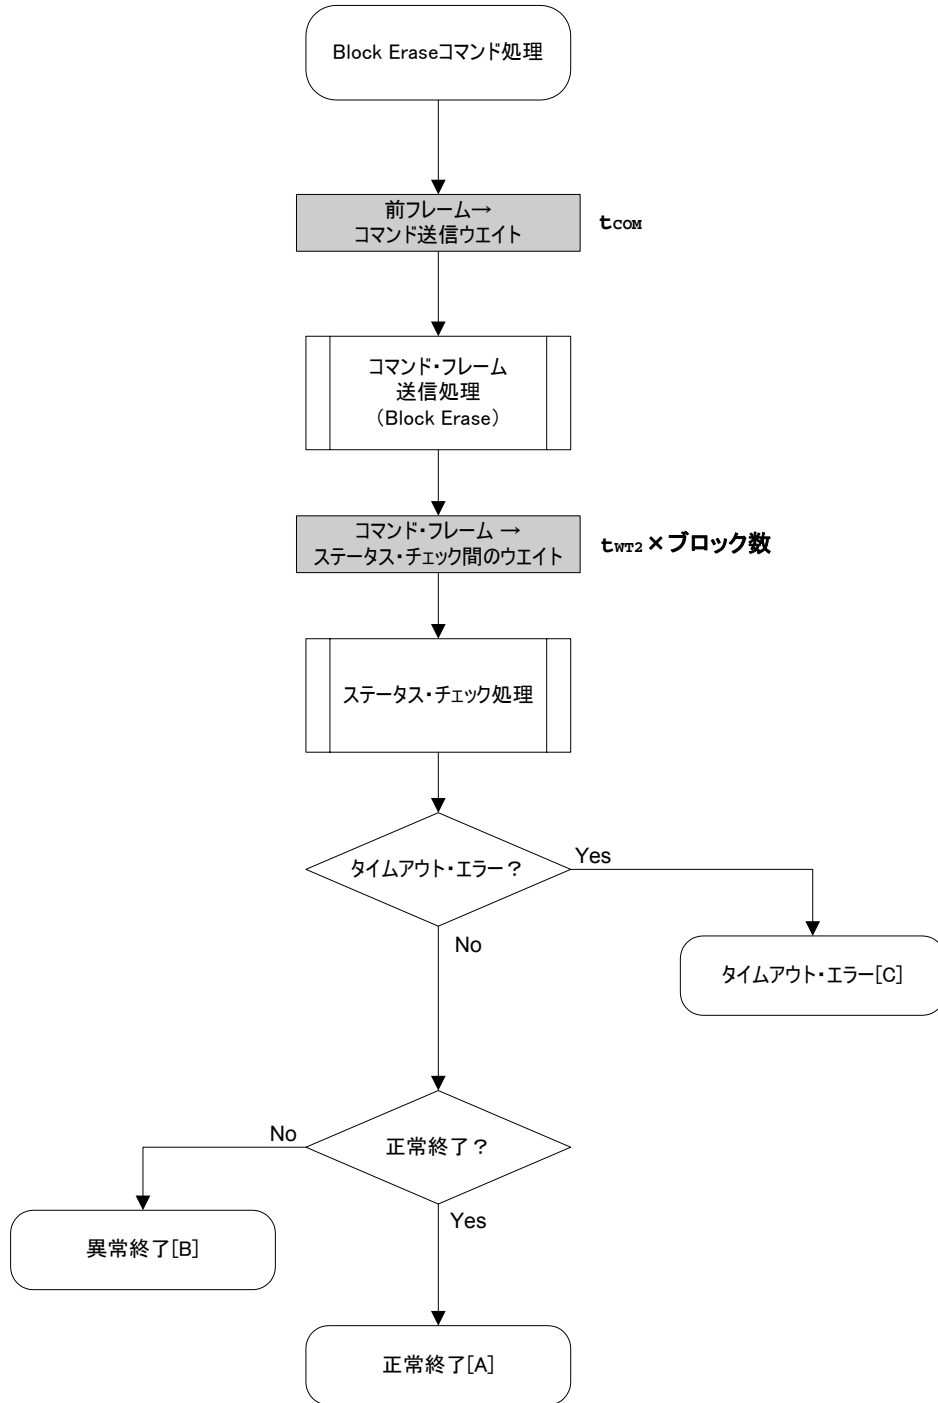 Block Eraseコマンド処理
前フレーム→
コマンド送信ウエイト
tCOM
コマンド・フレーム
送信処理
（Block Erase）
コマンド・フレーム →
ステータス・チェック間のウエイト
tWT2×ブロック数
ステータス・チェック処理
タイムアウト・エラー？
Yes
No
タイムアウト・エラー[C]
正常終了？
No
Yes
異常終了[B]
正常終了[A]